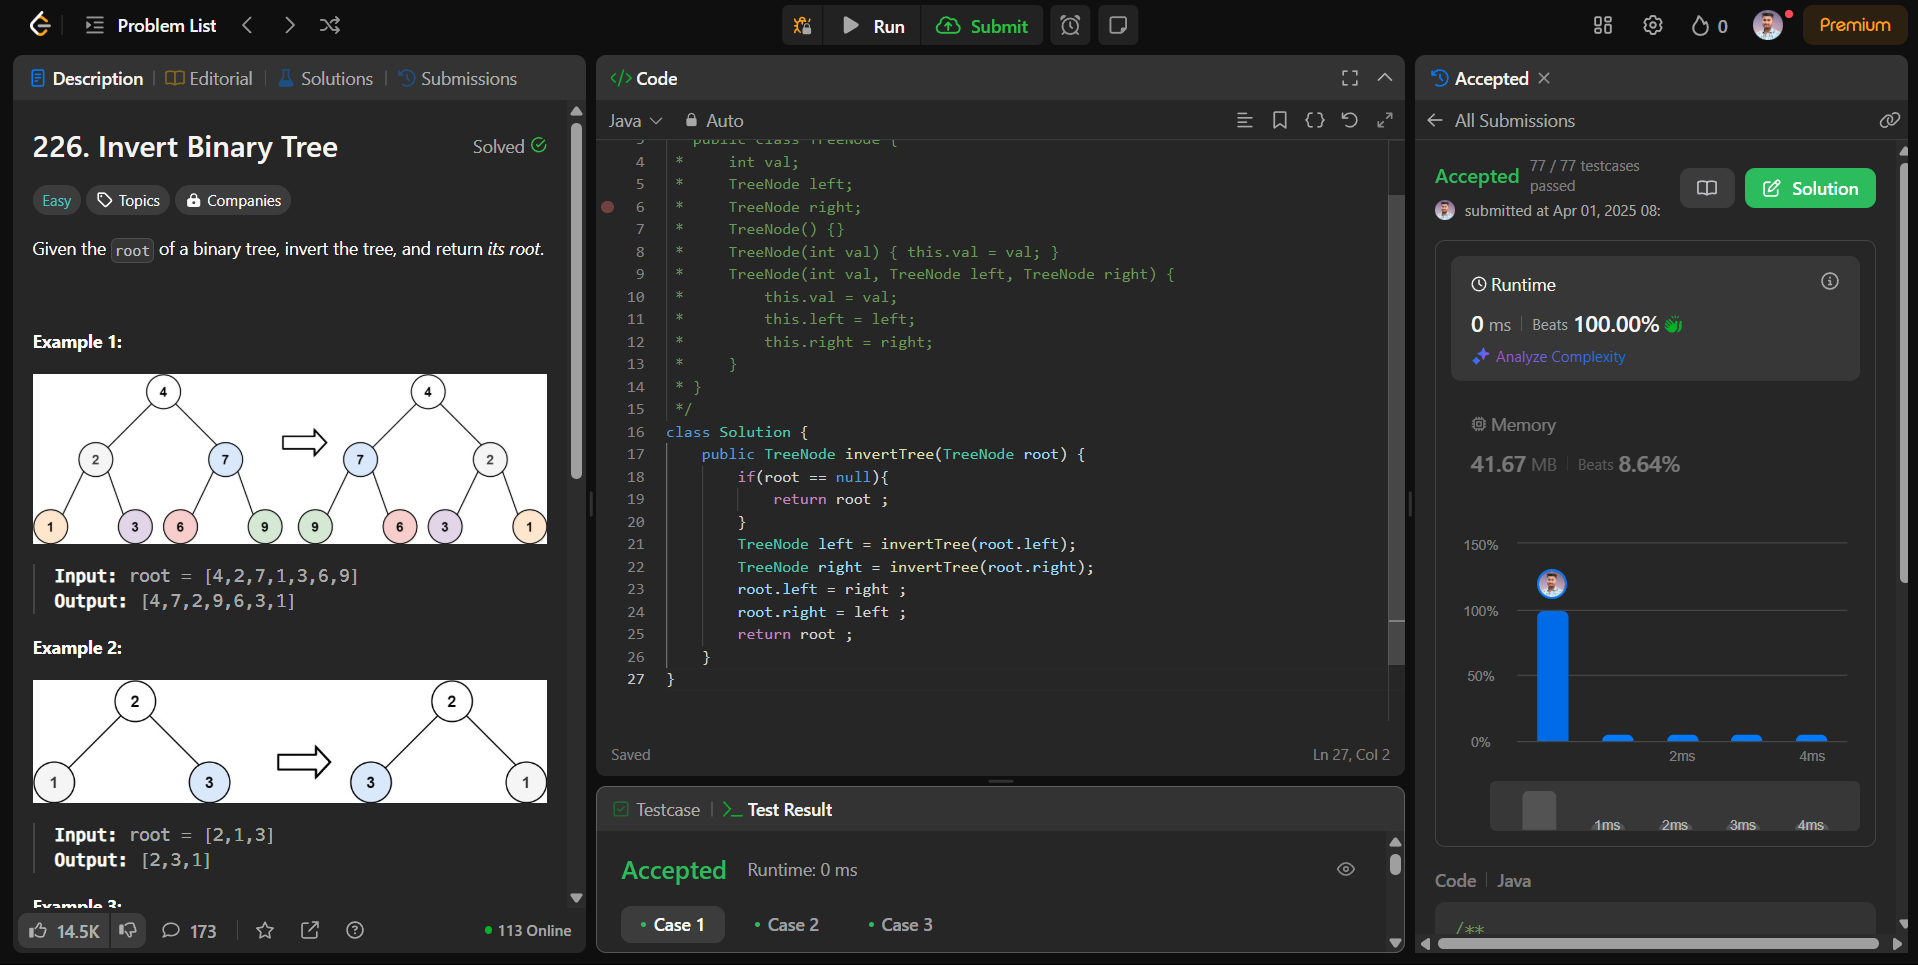 Problem List
Run
Submit
0
Premium
Description
Editorial
Solutions
Submissions
226. Invert Binary Tree
Solved
Easy
Topics
Companies
Given the root of a binary tree, invert the tree, and return its root.
Example 1:
4
4
2
7
7
2
1
3
6
9
9
6
3
1
Input: root = [4,2,7,1,3,6,9]
Output: [4,7,2,9,6,3,1]
Example 2:
2
2
1
3
3
1
Input: root = [2,1,3]
Output: [2,3,1]
Example 3:
14.5K
173
113 Online
</> Code
Java
Auto
3 * public class TreeNode {
4 *     int val;
5 *     TreeNode left;
6 *     TreeNode right;
7 *     TreeNode() {}
8 *     TreeNode(int val) { this.val = val; }
9 *     TreeNode(int val, TreeNode left, TreeNode right) {
10 *         this.val = val;
11 *         this.left = left;
12 *         this.right = right;
13 *     }
14 * }
15 */
16 class Solution {
17     public TreeNode invertTree(TreeNode root) {
18         if(root == null){
19             return root ;
20         }
21         TreeNode left = invertTree(root.left);
22         TreeNode right = invertTree(root.right);
23         root.left = right ;
24         root.right = left ;
25         return root ;
26     }
27 }
Saved
Ln 27, Col 2
Testcase
Test Result
Accepted
Runtime: 0 ms
Case 1
Case 2
Case 3
Accepted
All Submissions
Accepted
77 / 77 testcases
passed
submitted at Apr 01, 2025 08:
Solution
Runtime
0 ms
Beats 100.00%
Analyze Complexity
Memory
41.67 MB
Beats 8.64%
150%
100%
50%
0%
2ms
4ms
1ms
2ms
3ms
4ms
Code
Java
/**